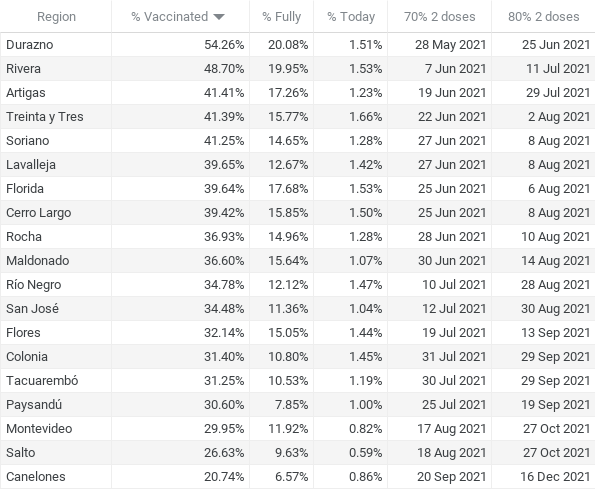 Region % Vaccinated % Fully % Today 70% 2 doses 80% 2 doses
Durazno 54.26% 20.08% 1.51% 28 May 2021 25 Jun 2021
Rivera 48.70% 19.95% 1.53% 7 Jun 2021 11 Jul 2021
Artigas 41.41% 17.26% 1.23% 19 Jun 2021 29 Jul 2021
Treinta y Tres 41.39% 15.77% 1.66% 22 Jun 2021 2 Aug 2021
Soriano 41.25% 14.65% 1.28% 27 Jun 2021 8 Aug 2021
Lavalleja 39.65% 12.67% 1.42% 27 Jun 2021 8 Aug 2021
Florida 39.64% 17.68% 1.53% 25 Jun 2021 6 Aug 2021
Cerro Largo 39.42% 15.85% 1.50% 25 Jun 2021 8 Aug 2021
Rocha 36.93% 14.96% 1.28% 28 Jun 2021 10 Aug 2021
Maldonado 36.60% 15.64% 1.07% 30 Jun 2021 14 Aug 2021
Río Negro 34.78% 12.12% 1.47% 10 Jul 2021 28 Aug 2021
San José 34.48% 11.36% 1.04% 12 Jul 2021 30 Aug 2021
Flores 32.14% 15.05% 1.44% 19 Jul 2021 13 Sep 2021
Colonia 31.40% 10.80% 1.45% 31 Jul 2021 29 Sep 2021
Tacuarembó 31.25% 10.53% 1.19% 30 Jul 2021 29 Sep 2021
Paysandú 30.60% 7.85% 1.00% 25 Jul 2021 19 Sep 2021
Montevideo 29.95% 11.92% 0.82% 17 Aug 2021 27 Oct 2021
Salto 26.63% 9.63% 0.59% 18 Aug 2021 27 Oct 2021
Canelones 20.74% 6.57% 0.86% 20 Sep 2021 16 Dec 2021